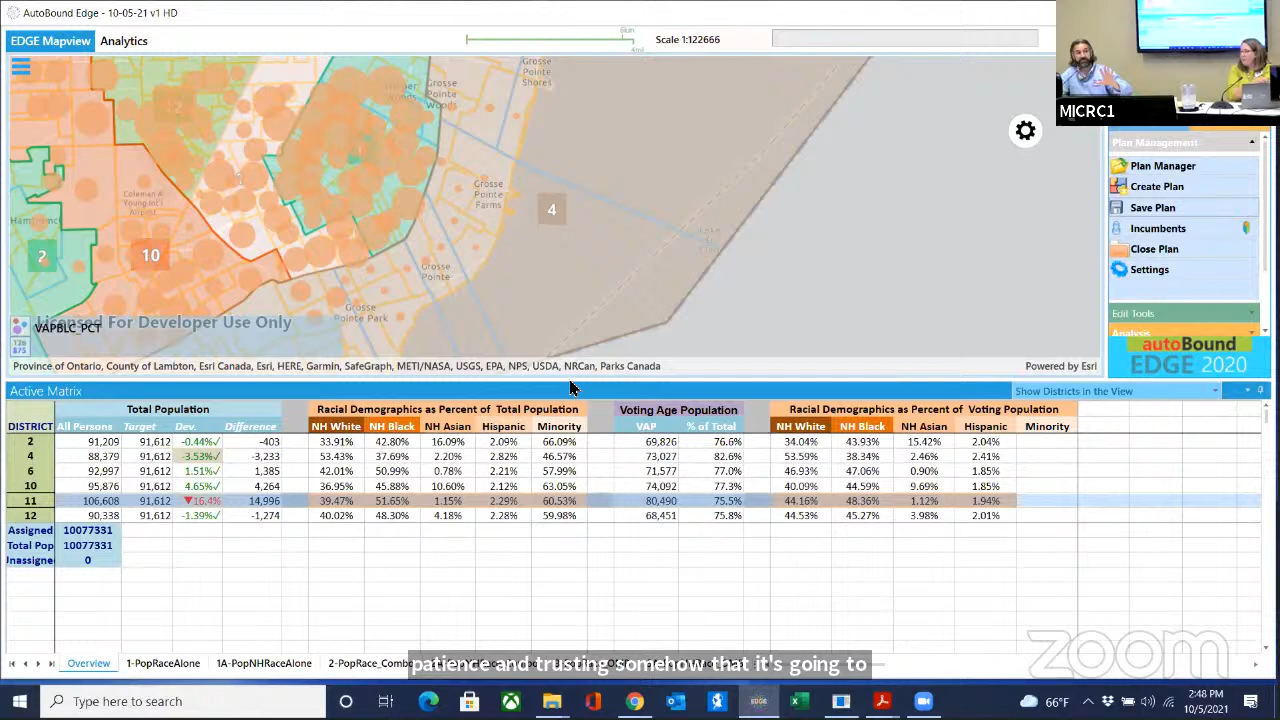 AutoBound Edge - 10-05-21 v1 HD
EDGE Mapview
Analytics
Scale 1:122666
MICRC1
Grosse
Pointe
Shores
Grosse
Pointe
Woods
Grosse
Pointe
Farms
4
Coleman A
Young Int'l
Airport
2
10
Grosse
Pointe
Grosse
Pointe Park
Licensed For Developer Use Only
VAPBLC_PCT
Province of Ontario, County of Lambton, Esri Canada, Esri, HERE, Garmin, SafeGraph, METI/NASA, USGS, EPA, NPS, USDA, NRCan, Parks Canada
Powered by Esri
Plan Management
Plan Manager
Create Plan
Save Plan
Incumbents
Close Plan
Settings
Edit Tools
Analysis
autoBound
EDGE 2020
Active Matrix
Show Districts in the View
Total Population
Racial Demographics as Percent of Total Population
Voting Age Population
Racial Demographics as Percent of Voting Population
DISTRICT All Persons Target Dev. Difference NH White NH Black NH Asian Hispanic Minority VAP % of Total NH White NH Black NH Asian Hispanic Minority
2 91,209 91,612 -0.44%✓ -403 33.91% 42.80% 16.09% 2.09% 66.09% 69,826 76.6% 34.04% 43.93% 15.42% 2.04%
4 88,379 91,612 -3.53%✓ -3,233 53.43% 37.69% 2.20% 2.82% 46.57% 73,027 82.6% 53.59% 38.34% 2.46% 2.41%
6 92,997 91,612 1.51%✓ 1,385 42.01% 50.99% 0.78% 2.21% 57.99% 71,577 77.0% 46.93% 47.06% 0.90% 1.85%
10 95,876 91,612 4.65%✓ 4,264 36.95% 45.88% 10.60% 2.12% 63.05% 74,092 77.3% 40.09% 44.59% 9.69% 1.85%
11 106,608 91,612 ▼16.4% 14,996 39.47% 51.65% 1.15% 2.29% 60.53% 80,490 75.5% 44.16% 48.36% 1.12% 1.94%
12 90,338 91,612 -1.39%✓ -1,274 40.02% 48.30% 4.18% 2.28% 59.98% 68,451 75.8% 44.53% 45.27% 3.98% 2.01%
Assigned 10077331
Total Pop 10077331
Unassigne 0
Overview
1-PopRaceAlone
1A-PopNHRaceAlone
2-PopRace_Combo
patience and trusting somehow that it's going to
zoom
Type here to search
EDGE
66°F
2:48 PM
10/5/2021